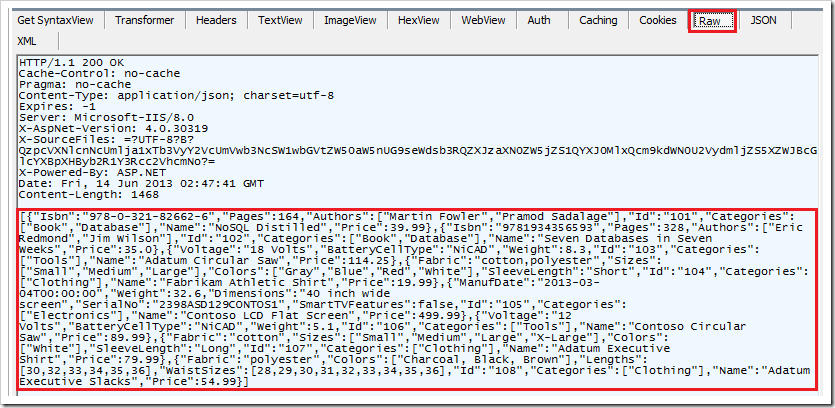 Get SyntaxView Transformer Headers TextView ImageView HexView WebView Auth Caching Cookies Raw JSON
XML
HTTP/1.1 200 OK
Cache-Control: no-cache
Pragma: no-cache
Content-Type: application/json; charset=utf-8
Expires: -1
Server: Microsoft-IIS/8.0
X-AspNet-Version: 4.0.30319
X-SourceFiles: =?UTF-8?B?
QzpcVXNlcnNcUmlja1xTb3VyY2VcUmVwb3NcSW1wbGVtZW50aW5nUG9seWdsb3RQZXJzaXN0ZW5jZS1QYXJ0MlxQcm9kdWN0U2VydmljZS5XZWJBcG
lcYXBpXHByb2R1Y3Rcc2VhcmNo?=
X-Powered-By: ASP.NET
Date: Fri, 14 Jun 2013 02:47:41 GMT
Content-Length: 1468
[{"Isbn":"978-0-321-82662-6","Pages":164,"Authors":["Martin Fowler","Pramod Sadalage"],"Id":"101","Categories":
["Book","Database"],"Name":"NoSQL Distilled","Price":39.99},{"Isbn":"9781934356593","Pages":328,"Authors":["Eric
Redmond","Jim Wilson"],"Id":"102","Categories":["Book","Database"],"Name":"Seven Databases in Seven
Weeks","Price":35.0},{"Voltage":"18 Volts","BatteryCellType":"NiCAD","Weight":8.3,"Id":"103","Categories":
["Tools"],"Name":"Adatum Circular Saw","Price":114.25},{"Fabric":"cotton,polyester","Sizes":
["Small","Medium","Large"],"Colors":["Gray","Blue","Red","White"],"SleeveLength":"Short","Id":"104","Categories":
["Clothing"],"Name":"Fabrikam Athletic Shirt","Price":19.99},{"ManufDate":"2013-03-
04T00:00:00","Weight":32.6,"Dimensions":"40 inch wide
screen","SerialNo":"2398ASD129CONTOS1","SmartTVFeatures":false,"Id":"105","Categories":
["Electronics"],"Name":"Contoso LCD Flat Screen","Price":499.99},{"Voltage":"12
Volts","BatteryCellType":"NiCAD","Weight":5.1,"Id":"106","Categories":["Tools"],"Name":"Contoso Circular
Saw","Price":89.99},{"Fabric":"cotton","Sizes":["Small","Medium","Large","X-Large"],"Colors":
["White"],"SleeveLength":"Long","Id":"107","Categories":["Clothing"],"Name":"Adatum Executive
Shirt","Price":79.99},{"Fabric":"polyester","Colors":["Charcoal, Black, Brown"],"Lengths":
[30,32,33,34,35,36],"WaistSizes":[28,29,30,31,32,33,34,35,36],"Id":"108","Categories":["Clothing"],"Name":"Adatum
Executive Slacks","Price":54.99}]